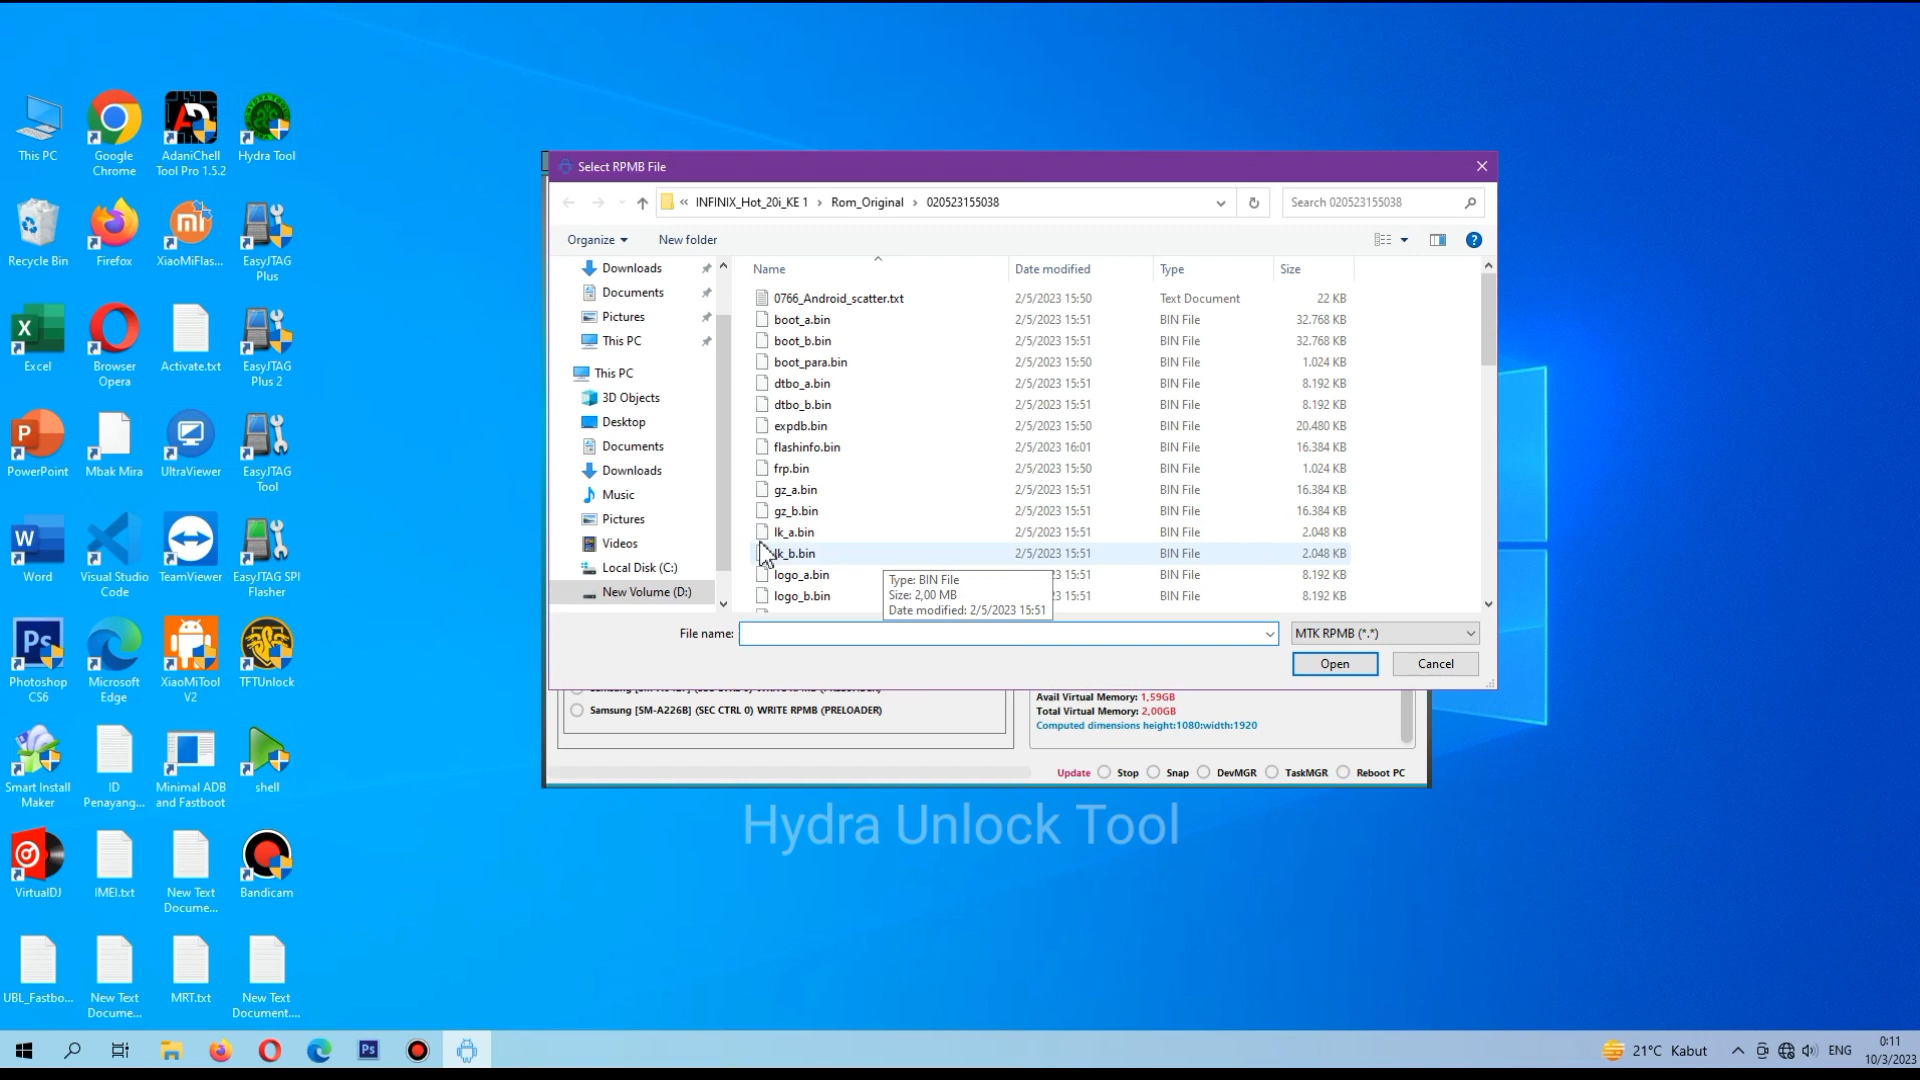 This PC
Google
Chrome
AdaniChell
Tool Pro 1.5.2
Hydra Tool
Recycle Bin
Firefox
XiaoMiFlas...
EasyJTAG
Plus
Excel
Browser
Opera
Activate.txt
EasyJTAG
Plus 2
PowerPoint
Mbak Mira
UltraViewer
EasyJTAG
Tool
Word
Visual Studio
Code
TeamViewer
EasyJTAG SPI
Flasher
Photoshop
CS6
Microsoft
Edge
XiaoMiTool
V2
TFTUnlock
Smart Install
Maker
ID
Penayang...
Minimal ADB
and Fastboot
shell
VirtualDJ
IMEI.txt
New Text
Docume...
Bandicam
UBL_Fastbo...
New Text
Docume...
MRT.txt
New Text
Document....
Select RPMB File
« INFINIX_Hot_20i_KE 1 › Rom_Original › 020523155038
Search 020523155038
Organize
New folder
Downloads
Documents
Pictures
This PC
This PC
3D Objects
Desktop
Documents
Downloads
Music
Pictures
Videos
Local Disk (C:)
New Volume (D:)
Name Date modified Type Size
0766_Android_scatter.txt 2/5/2023 15:50 Text Document 22 KB
boot_a.bin 2/5/2023 15:51 BIN File 32.768 KB
boot_b.bin 2/5/2023 15:51 BIN File 32.768 KB
boot_para.bin 2/5/2023 15:50 BIN File 1.024 KB
dtbo_a.bin 2/5/2023 15:51 BIN File 8.192 KB
dtbo_b.bin 2/5/2023 15:51 BIN File 8.192 KB
expdb.bin 2/5/2023 15:50 BIN File 20.480 KB
flashinfo.bin 2/5/2023 16:01 BIN File 16.384 KB
frp.bin 2/5/2023 15:50 BIN File 1.024 KB
gz_a.bin 2/5/2023 15:51 BIN File 16.384 KB
gz_b.bin 2/5/2023 15:51 BIN File 16.384 KB
lk_a.bin 2/5/2023 15:51 BIN File 2.048 KB
lk_b.bin 2/5/2023 15:51 BIN File 2.048 KB
logo_a.bin 15:51 BIN File 8.192 KB
logo_b.bin 15:51 BIN File 8.192 KB
Type: BIN File
Size: 2,00 MB
Date modified: 2/5/2023 15:51
File name:
MTK RPMB (*.*)
Open
Cancel
Samsung [SM-A226B] (SEC CTRL 0) WRITE RPMB (PRELOADER)
Avail Virtual Memory: 1,59GB
Total Virtual Memory: 2,00GB
Computed dimensions height:1080:width:1920
Update Stop Snap DevMGR TaskMGR Reboot PC
Hydra Unlock Tool
21°C Kabut
ENG
0:11
10/3/2023